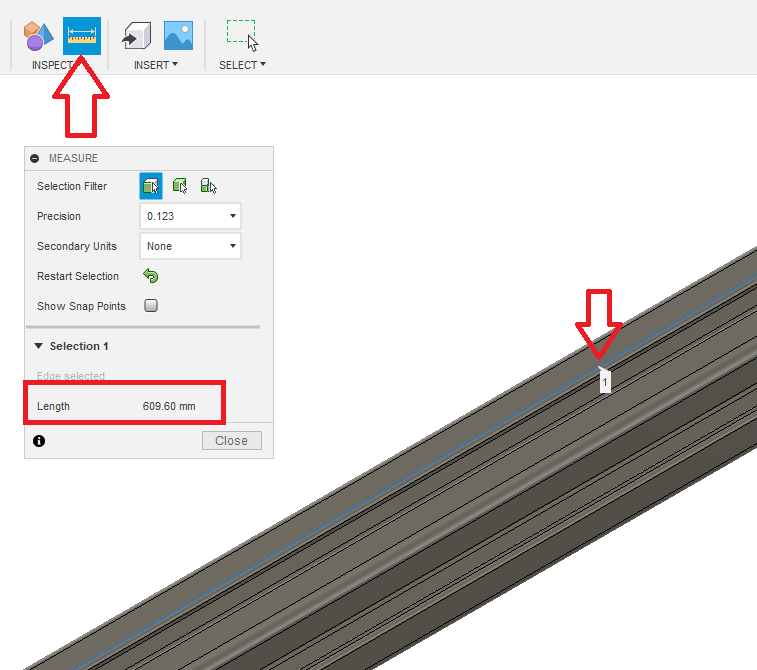 INSPECT INSERT ▾ SELECT ▾
MEASURE
Selection Filter
Precision 0.123
Secondary Units None
Restart Selection
Show Snap Points
Selection 1
Edge selected
Length 609.60 mm
Close
1